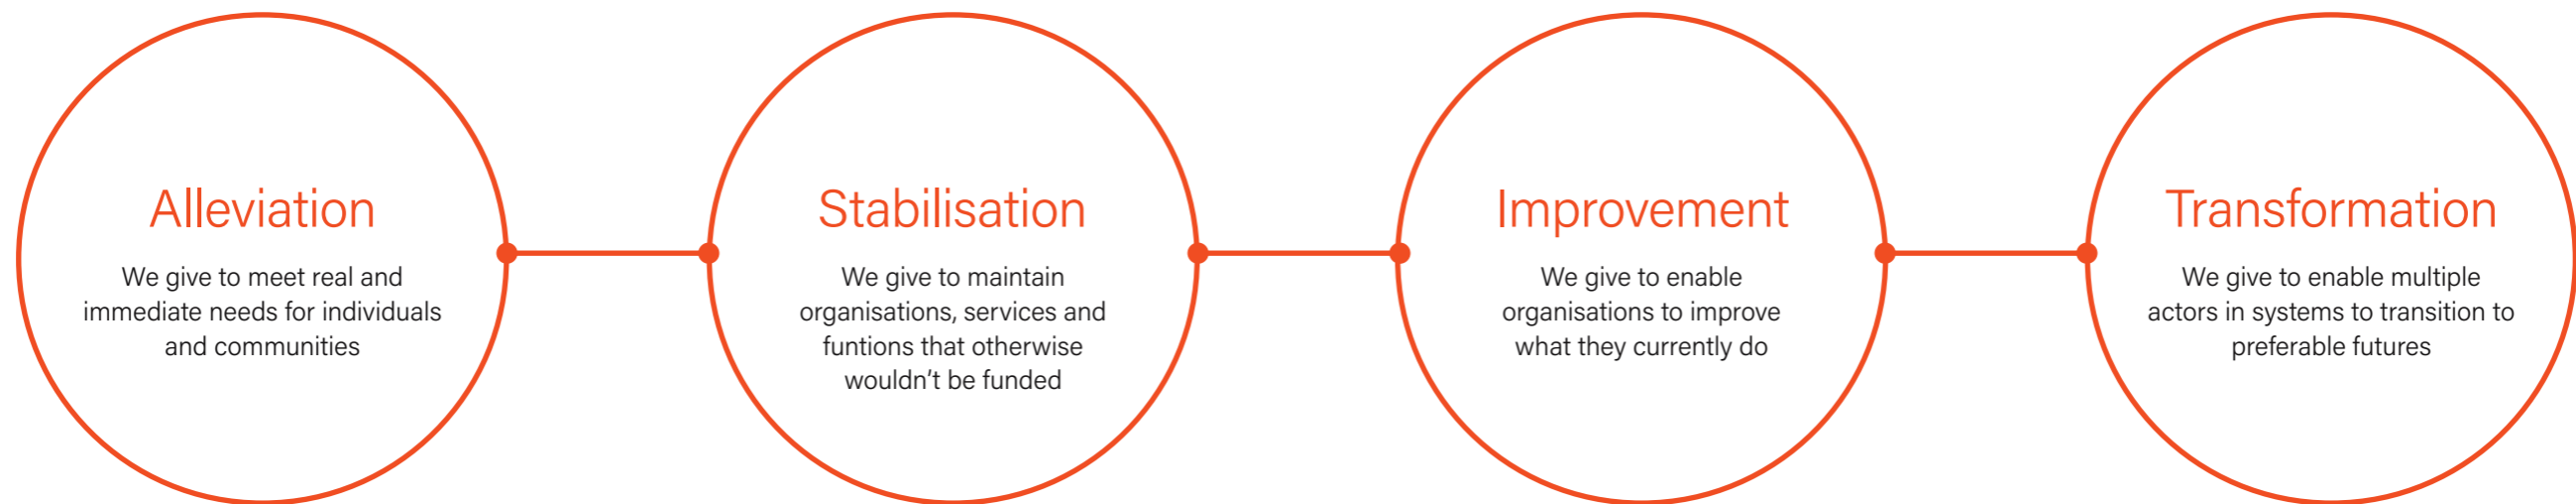 Alleviation
We give to meet real and
immediate needs for individuals
and communities
Stabilisation
We give to maintain
organisations, services and
funtions that otherwise
wouldn’t be funded
Improvement
We give to enable
organisations to improve
what they currently do
Transformation
We give to enable multiple
actors in systems to transition to
preferable futures